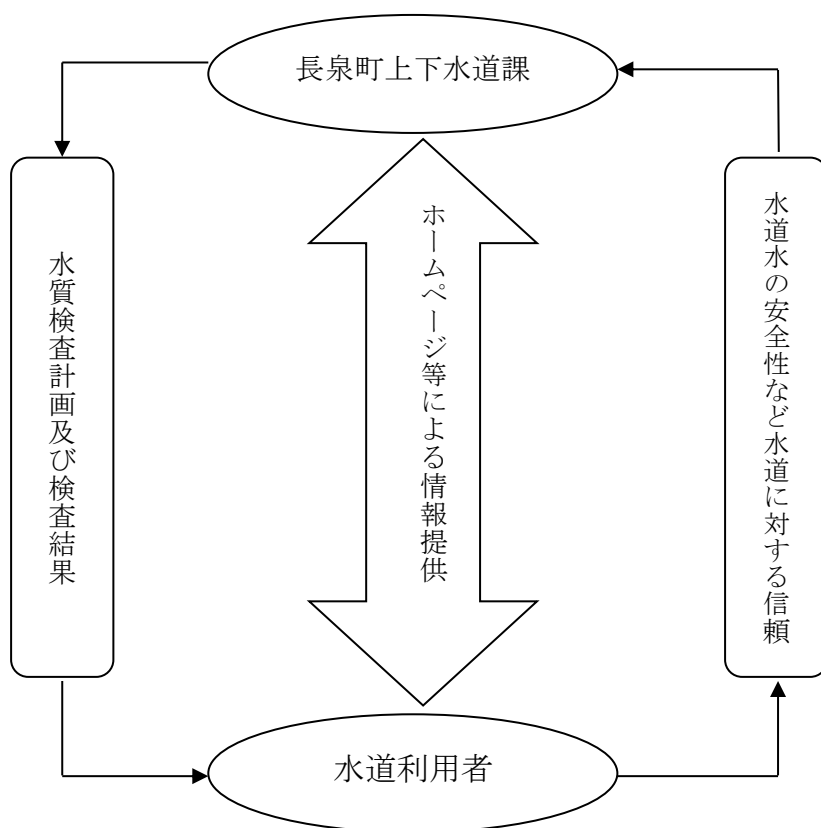 長泉町上下水道課
水質検査計画及び検査結果
ホームページ等による情報提供
水道水の安全性など水道に対する信頼
水道利用者